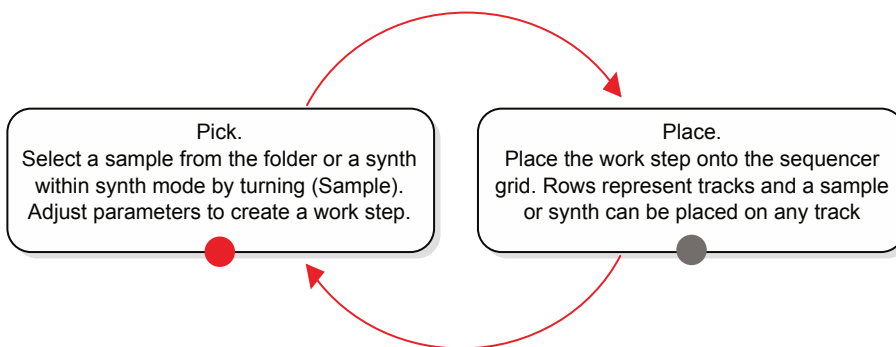 Pick.
Select a sample from the folder or a synth
within synth mode by turning (Sample).
Adjust parameters to create a work step.
Place.
Place the work step onto the sequencer
grid. Rows represent tracks and a sample
or synth can be placed on any track